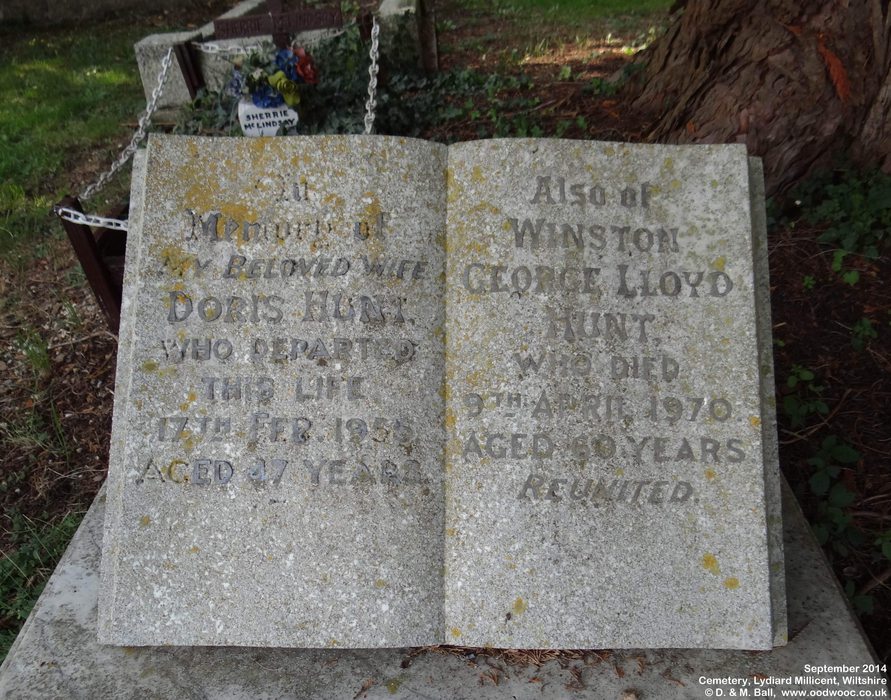 SHERRIE
McLINDSAY
In
Memory of
MY BELOVED WIFE
DORIS HUNT.
WHO DEPARTED
THIS LIFE
17TH FEB. 1958
AGED 47 YEARS.
Also of
WINSTON
GEORGE LLOYD
HUNT.
WHO DIED
9TH APRIL 1970
AGED 60 YEARS
REUNITED.
September 2014
Cemetery, Lydiard Millicent, Wiltshire
© D. & M. Ball, www.oodwooc.co.uk